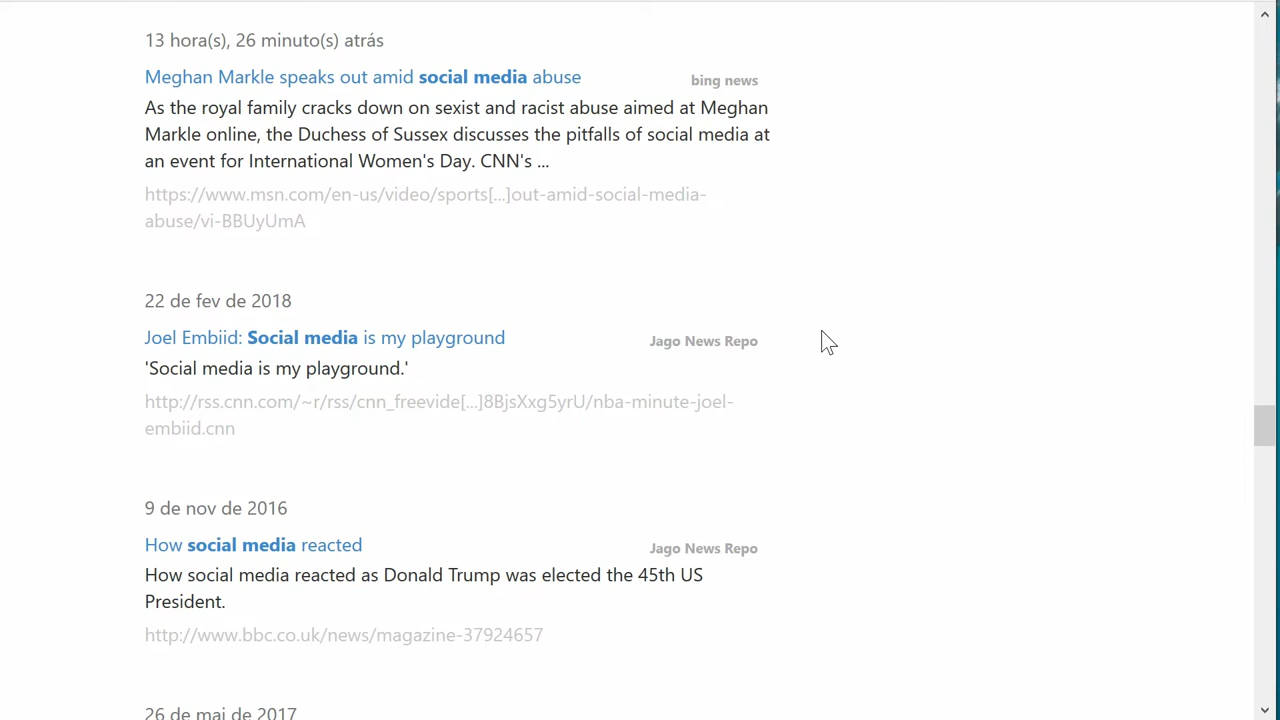 13 hora(s), 26 minuto(s) atrás
Meghan Markle speaks out amid social media abuse
bing news
As the royal family cracks down on sexist and racist abuse aimed at Meghan
Markle online, the Duchess of Sussex discusses the pitfalls of social media at
an event for International Women's Day. CNN's ...
https://www.msn.com/en-us/video/sports[...]out-amid-social-media-
abuse/vi-BBUyUmA
22 de fev de 2018
Joel Embiid: Social media is my playground
Jago News Repo
'Social media is my playground.'
http://rss.cnn.com/~r/rss/cnn_freevide[...]8BjsXxg5yrU/nba-minute-joel-
embiid.cnn
9 de nov de 2016
How social media reacted
Jago News Repo
How social media reacted as Donald Trump was elected the 45th US
President.
http://www.bbc.co.uk/news/magazine-37924657
26 de mai de 2017